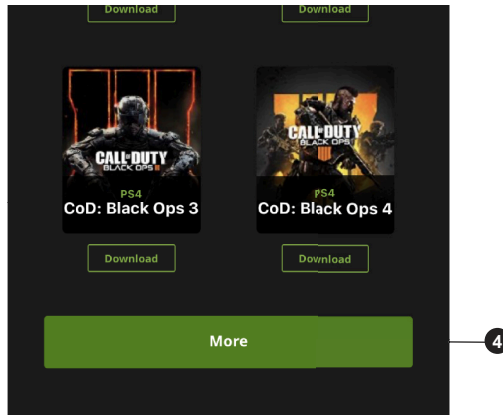 Download Download
CALL OF DUTY
BLACK OPS III
PS4
CoD: Black Ops 3
CALL OF DUTY
BLACK OPS
IIII
PS4
CoD: Black Ops 4
Download Download
More
4